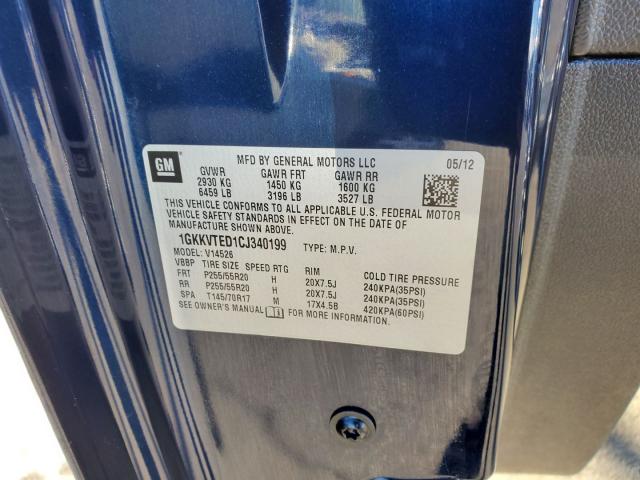 GM
MFD BY GENERAL MOTORS LLC 05/12
GVWR GAWR FRT GAWR RR
2930 KG 1450 KG 1600 KG
6459 LB 3196 LB 3527 LB
THIS VEHICLE CONFORMS TO ALL APPLICABLE U.S. FEDERAL MOTOR
VEHICLE SAFETY STANDARDS IN EFFECT ON THE DATE OF
MANUFACTURE SHOWN ABOVE.
1GKKVTED1CJ340199 TYPE: M.P.V.
MODEL: V14526
VBBP TIRE SIZE SPEED RTG RIM COLD TIRE PRESSURE
FRT P255/55R20 H 20X7.5J 240KPA(35PSI)
RR P255/55R20 H 20X7.5J 240KPA(35PSI)
SPA T145/70R17 M 17X4.5B 420KPA(60PSI)
SEE OWNER'S MANUAL FOR MORE INFORMATION.